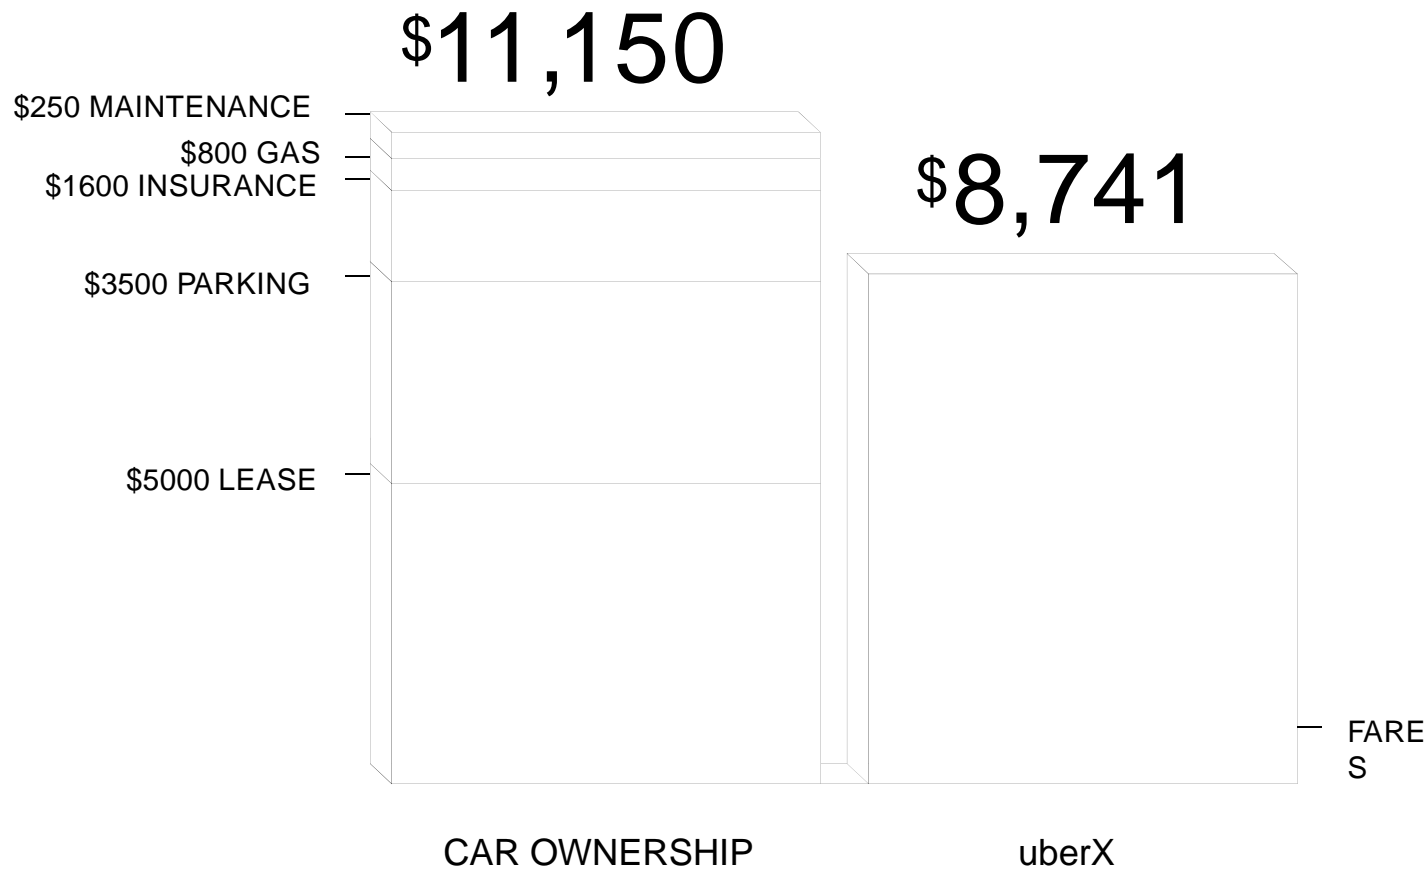 $11,150
$250 MAINTENANCE
$800 GAS
$1600 INSURANCE
$8,741
$3500 PARKING
$5000 LEASE
FARE
S
CAR OWNERSHIP
uberX